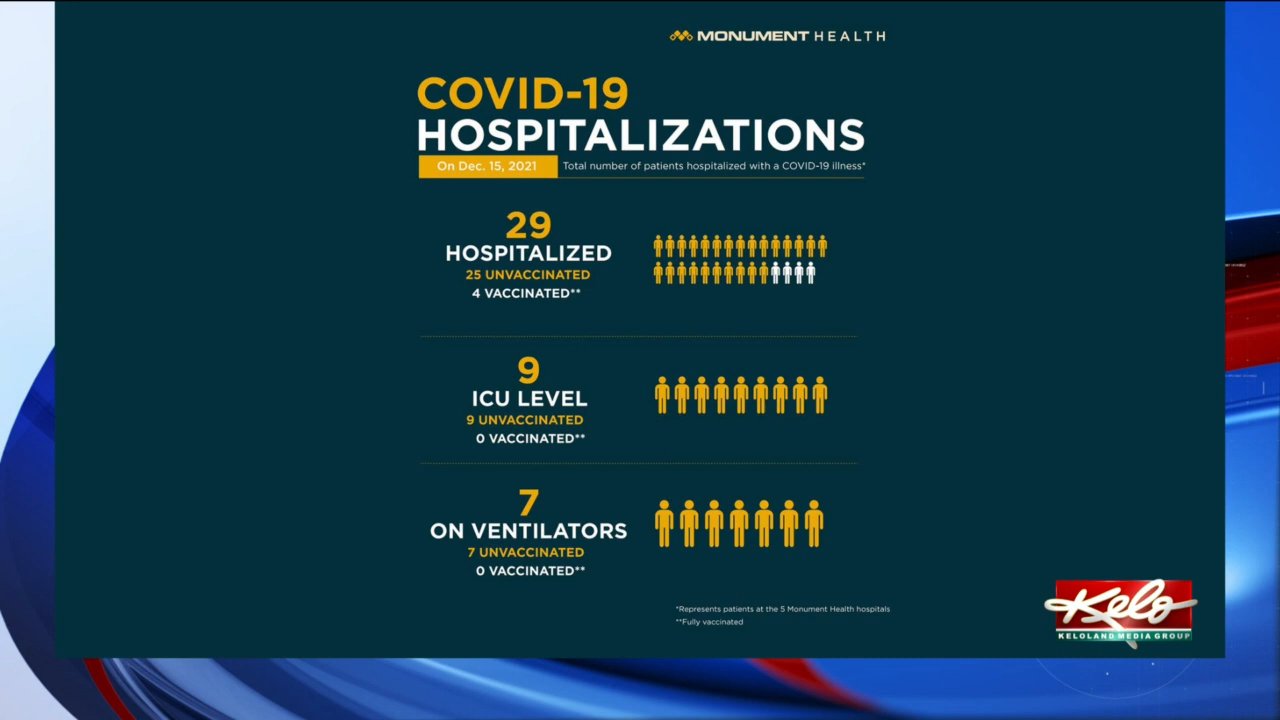 MONUMENT HEALTH
COVID-19
HOSPITALIZATIONS
On Dec. 15, 2021
Total number of patients hospitalized with a COVID-19 illness*
29
HOSPITALIZED
25 UNVACCINATED
4 VACCINATED**
9
ICU LEVEL
9 UNVACCINATED
0 VACCINATED**
7
ON VENTILATORS
7 UNVACCINATED
0 VACCINATED**
*Represents patients at the 5 Monument Health hospitals
**Fully vaccinated
Kelo
KELOLAND MEDIA GROUP